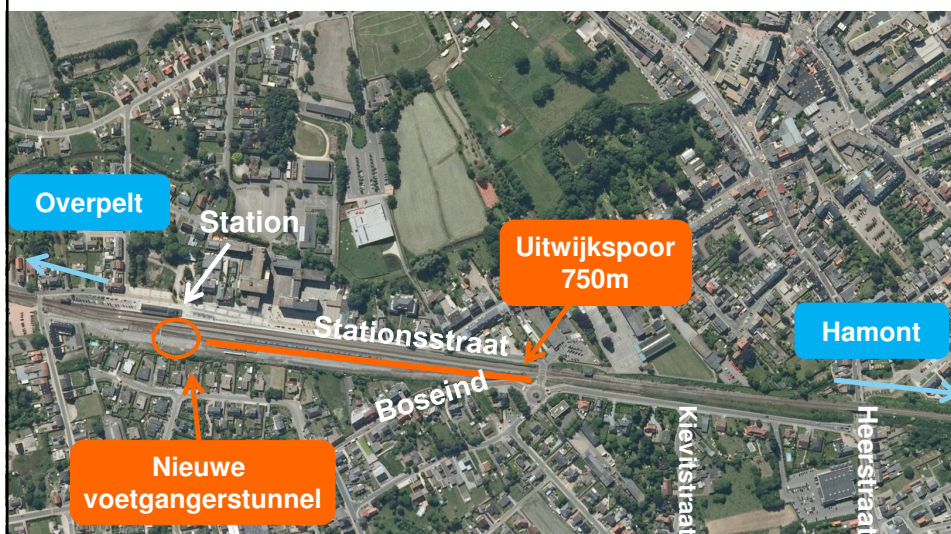 Overpelt
Station
Uitwijkspoor
750m
Stationsstraat
Hamont
Boseind
Kievitstraat
Heerstraat
Nieuwe
voetgangerstunnel